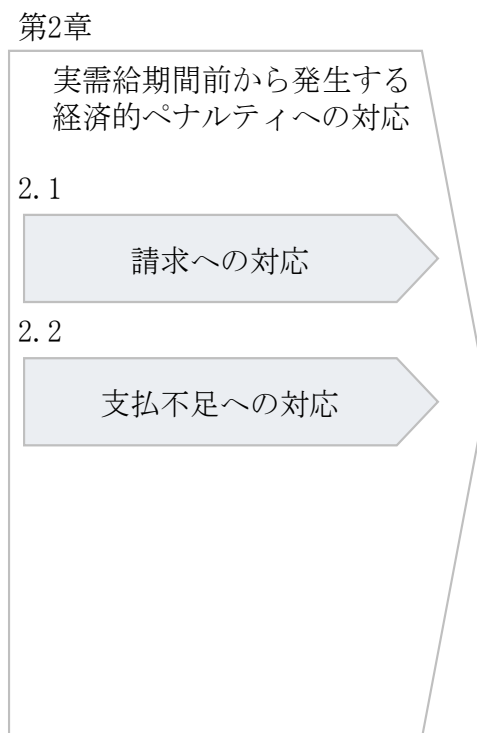 第2章
実需給期間前から発生する
経済的ペナルティへの対応
2.1
請求への対応
2.2
支払不足への対応